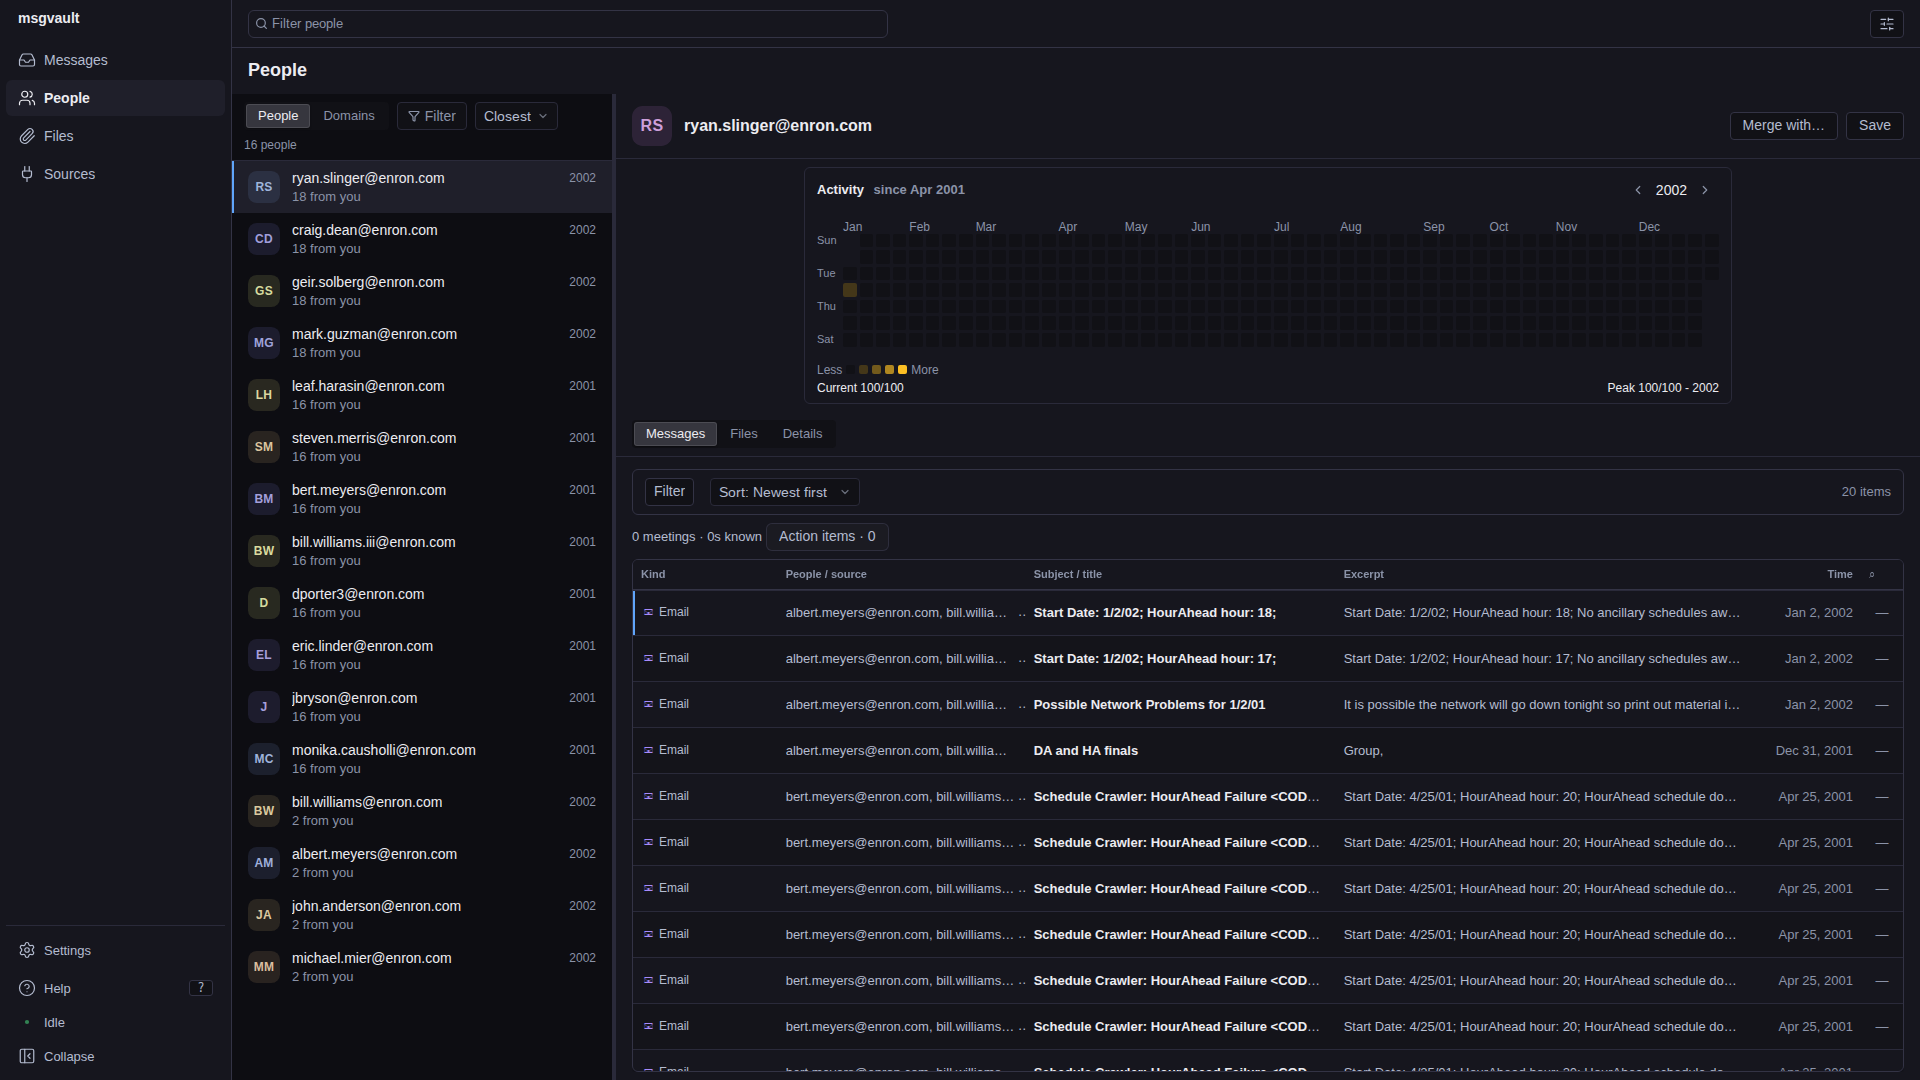 msgvault
Messages
People
Files
Sources
Settings
Help ?
Idle
Collapse
Filter people
People
People Domains Filter Closest
16 people
RS ryan.slinger@enron.com 2002
18 from you
CD craig.dean@enron.com 2002
18 from you
GS geir.solberg@enron.com 2002
18 from you
MG mark.guzman@enron.com 2002
18 from you
LH leaf.harasin@enron.com 2001
16 from you
SM steven.merris@enron.com 2001
16 from you
BM bert.meyers@enron.com 2001
16 from you
BW bill.williams.iii@enron.com 2001
16 from you
D dporter3@enron.com 2001
16 from you
EL eric.linder@enron.com 2001
16 from you
J jbryson@enron.com 2001
16 from you
MC monika.causholli@enron.com 2001
16 from you
BW bill.williams@enron.com 2002
2 from you
AM albert.meyers@enron.com 2002
2 from you
JA john.anderson@enron.com 2002
2 from you
MM michael.mier@enron.com 2002
2 from you
RS ryan.slinger@enron.com Merge with… Save
Activity since Apr 2001 2002
Jan Feb Mar Apr May Jun Jul Aug Sep Oct Nov Dec
Sun
Tue
Thu
Sat
Less More
Current 100/100 Peak 100/100 - 2002
Messages Files Details
Filter Sort: Newest first 20 items
0 meetings · 0s known Action items · 0
Kind People / source Subject / title Excerpt Time
Email albert.meyers@enron.com, bill.willia… .. Start Date: 1/2/02; HourAhead hour: 18; Start Date: 1/2/02; HourAhead hour: 18; No ancillary schedules aw… Jan 2, 2002 —
Email albert.meyers@enron.com, bill.willia… .. Start Date: 1/2/02; HourAhead hour: 17; Start Date: 1/2/02; HourAhead hour: 17; No ancillary schedules aw… Jan 2, 2002 —
Email albert.meyers@enron.com, bill.willia… .. Possible Network Problems for 1/2/01 It is possible the network will go down tonight so print out material i… Jan 2, 2002 —
Email albert.meyers@enron.com, bill.willia… DA and HA finals Group, Dec 31, 2001 —
Email bert.meyers@enron.com, bill.williams… .. Schedule Crawler: HourAhead Failure <COD… Start Date: 4/25/01; HourAhead hour: 20; HourAhead schedule do… Apr 25, 2001 —
Email bert.meyers@enron.com, bill.williams… .. Schedule Crawler: HourAhead Failure <COD… Start Date: 4/25/01; HourAhead hour: 20; HourAhead schedule do… Apr 25, 2001 —
Email bert.meyers@enron.com, bill.williams… .. Schedule Crawler: HourAhead Failure <COD… Start Date: 4/25/01; HourAhead hour: 20; HourAhead schedule do… Apr 25, 2001 —
Email bert.meyers@enron.com, bill.williams… .. Schedule Crawler: HourAhead Failure <COD… Start Date: 4/25/01; HourAhead hour: 20; HourAhead schedule do… Apr 25, 2001 —
Email bert.meyers@enron.com, bill.williams… .. Schedule Crawler: HourAhead Failure <COD… Start Date: 4/25/01; HourAhead hour: 20; HourAhead schedule do… Apr 25, 2001 —
Email bert.meyers@enron.com, bill.williams… .. Schedule Crawler: HourAhead Failure <COD… Start Date: 4/25/01; HourAhead hour: 20; HourAhead schedule do… Apr 25, 2001 —